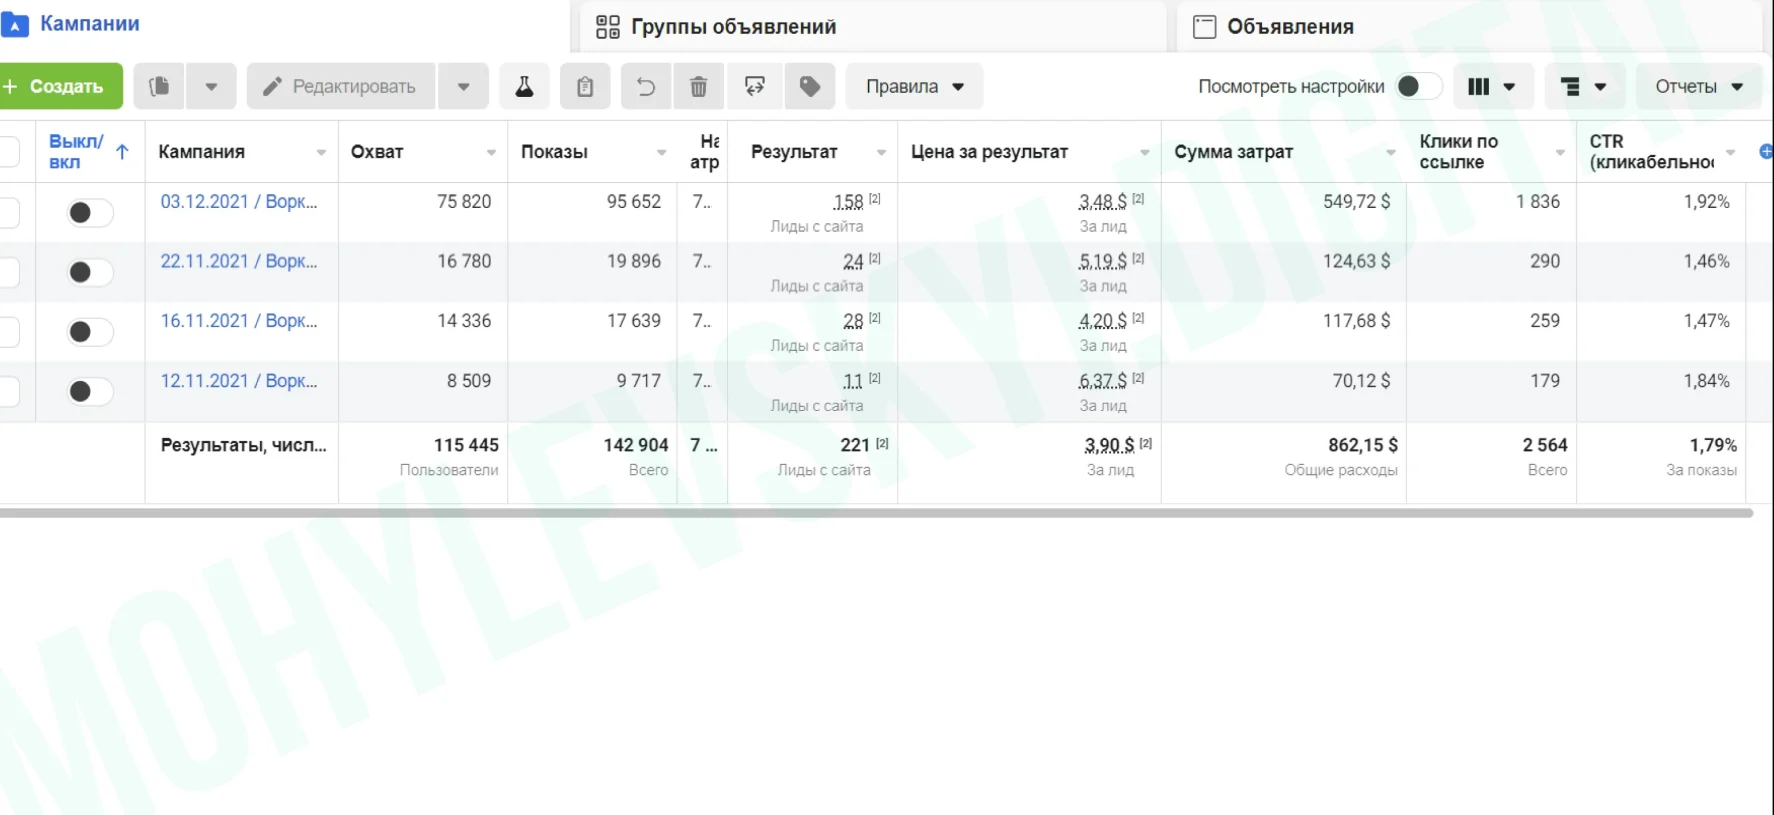 Кампании
Группы объявлений
Объявления
+ Создать
Редактировать
Правила
Посмотреть настройки
Отчеты
Выкл/вкл ↑ Кампания Охват Показы На атр Результат Цена за результат Сумма затрат Клики по ссылке CTR (кликабельнос
03.12.2021 / Ворк... 75 820 95 652 7... 158 [2] 3,48 $ [2] 549,72 $ 1 836 1,92%
Лиды с сайта За лид
22.11.2021 / Ворк... 16 780 19 896 7... 24 [2] 5,19 $ [2] 124,63 $ 290 1,46%
Лиды с сайта За лид
16.11.2021 / Ворк... 14 336 17 639 7... 28 [2] 4,20 $ [2] 117,68 $ 259 1,47%
Лиды с сайта За лид
12.11.2021 / Ворк... 8 509 9 717 7... 11 [2] 6,37 $ [2] 70,12 $ 179 1,84%
Лиды с сайта За лид
Результаты, числ... 115 445 142 904 7 ... 221 [2] 3,90 $ [2] 862,15 $ 2 564 1,79%
Пользователи Всего Лиды с сайта За лид Общие расходы Всего За показы
MOHYLEVSKYI.DIGITAL